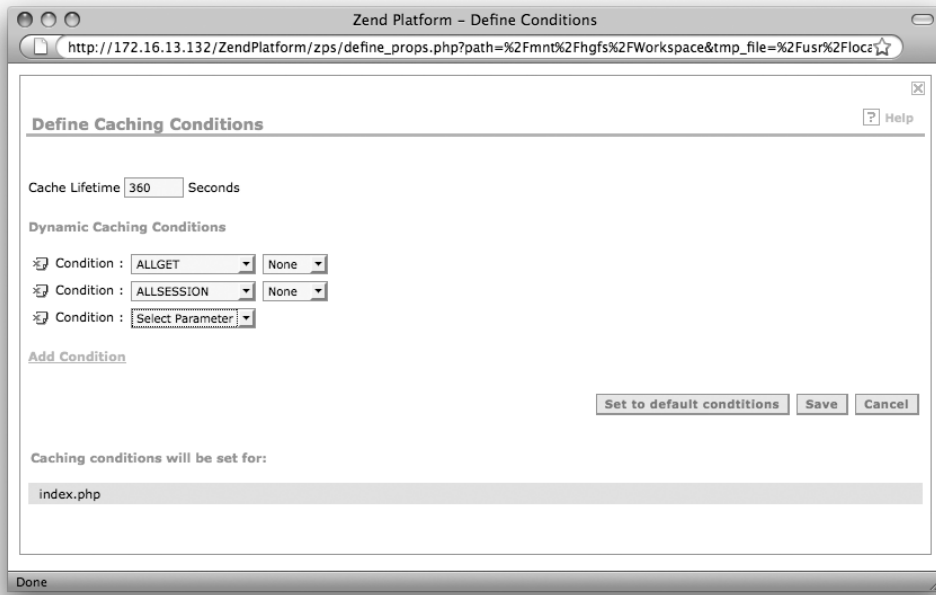 Zend Platform – Define Conditions
http://172.16.13.132/ZendPlatform/zps/define_props.php?path=%2Fmnt%2Fhgfs%2FWorkspace&tmp_file=%2Fusr%2Floca
Define Caching Conditions
? Help
Cache Lifetime 360 Seconds
Dynamic Caching Conditions
Condition : ALLGET None
Condition : ALLSESSION None
Condition : Select Parameter
Add Condition
Set to default condtitions Save Cancel
Caching conditions will be set for:
index.php
Done